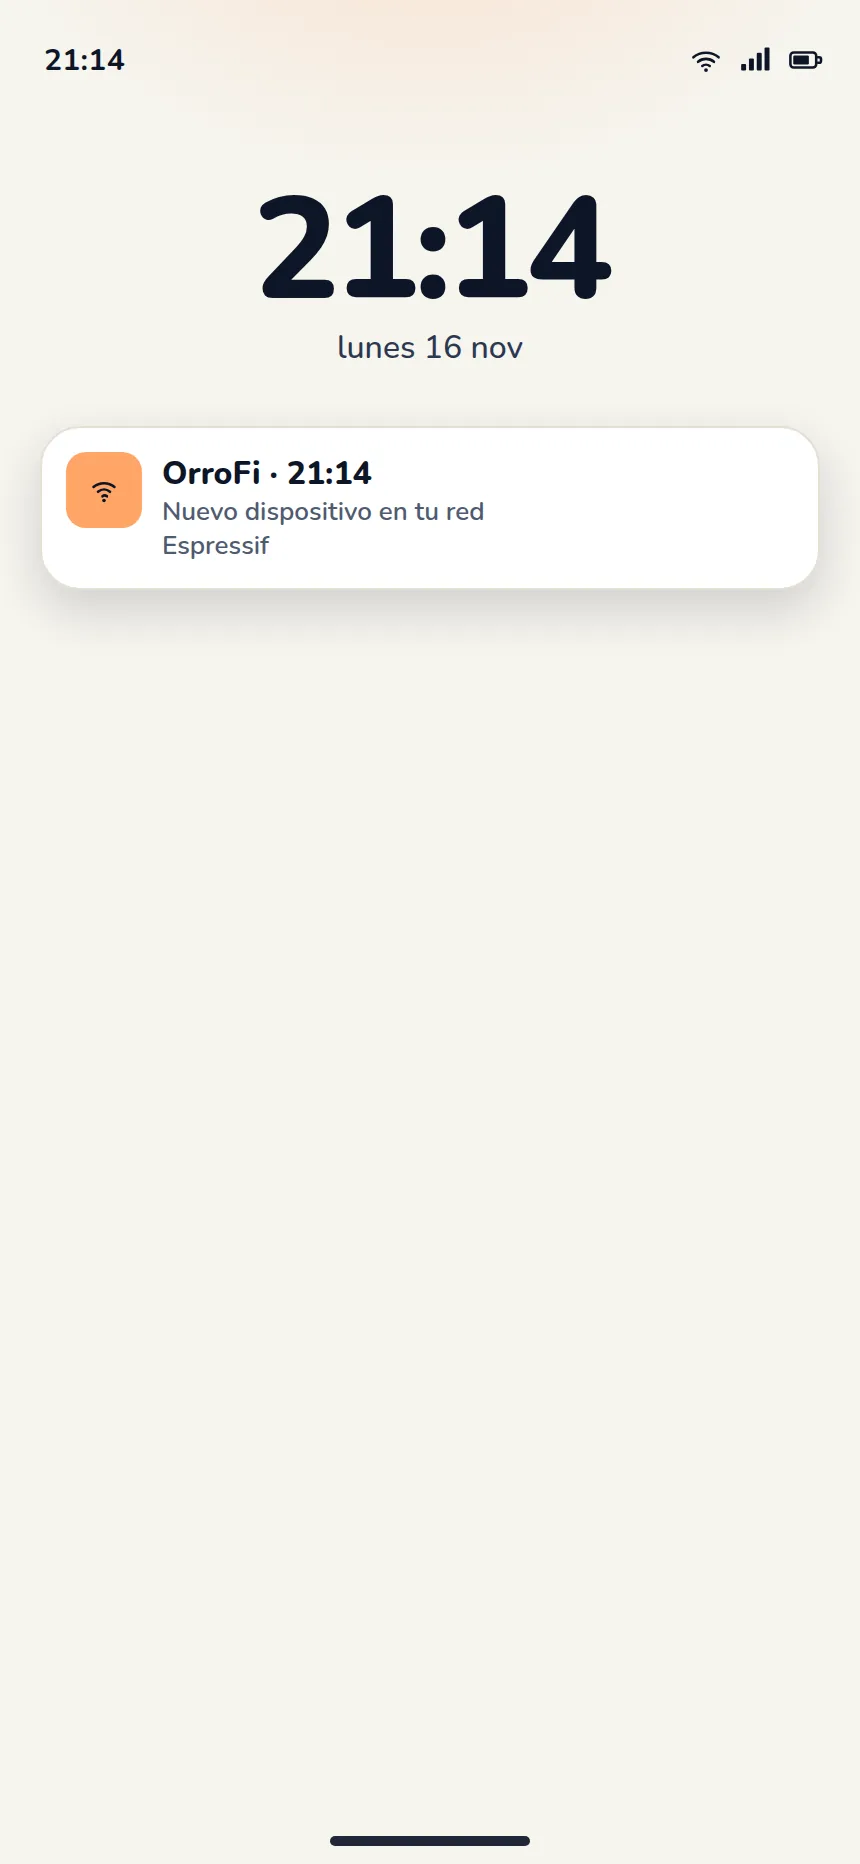 21:14
21:14
lunes 16 nov
OrroFi · 21:14
Nuevo dispositivo en tu red
Espressif